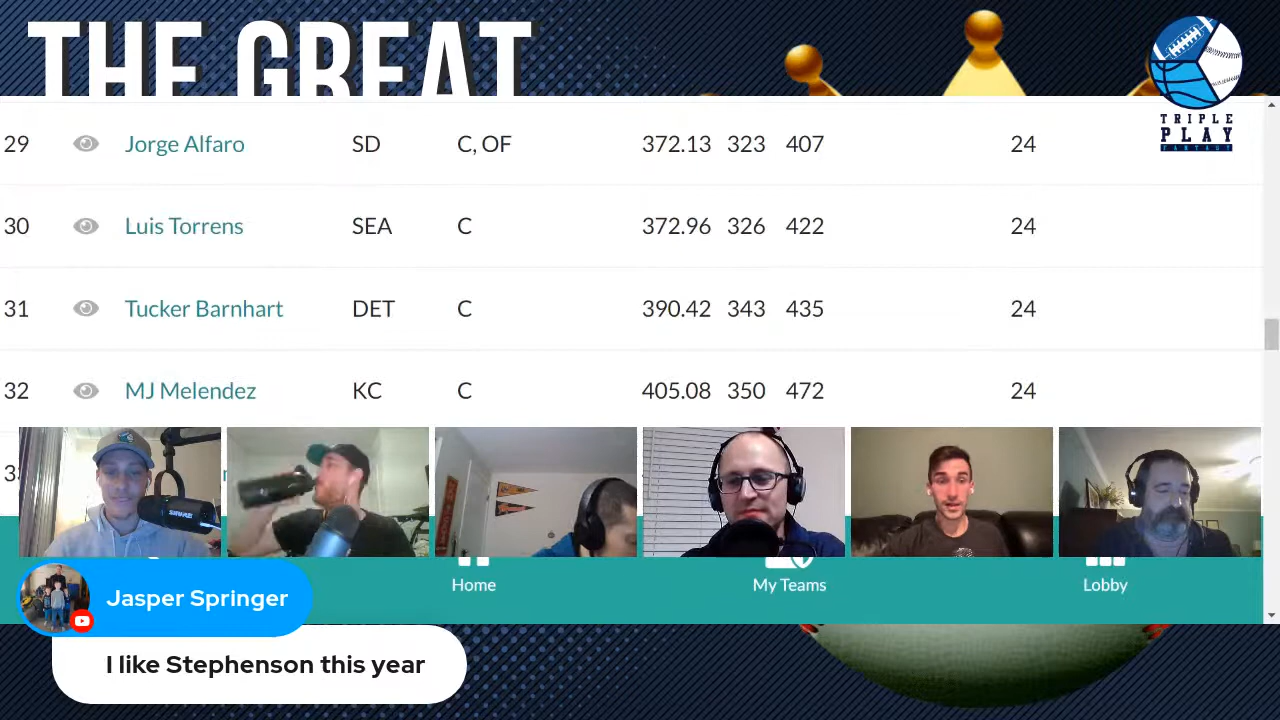 THE GREAT
TRIPLE
PLAY
FANTASY
29 Jorge Alfaro SD C, OF 372.13 323 407 24
30 Luis Torrens SEA C 372.96 326 422 24
31 Tucker Barnhart DET C 390.42 343 435 24
32 MJ Melendez KC C 405.08 350 472 24
SHURE
Home My Teams Lobby
Jasper Springer
I like Stephenson this year